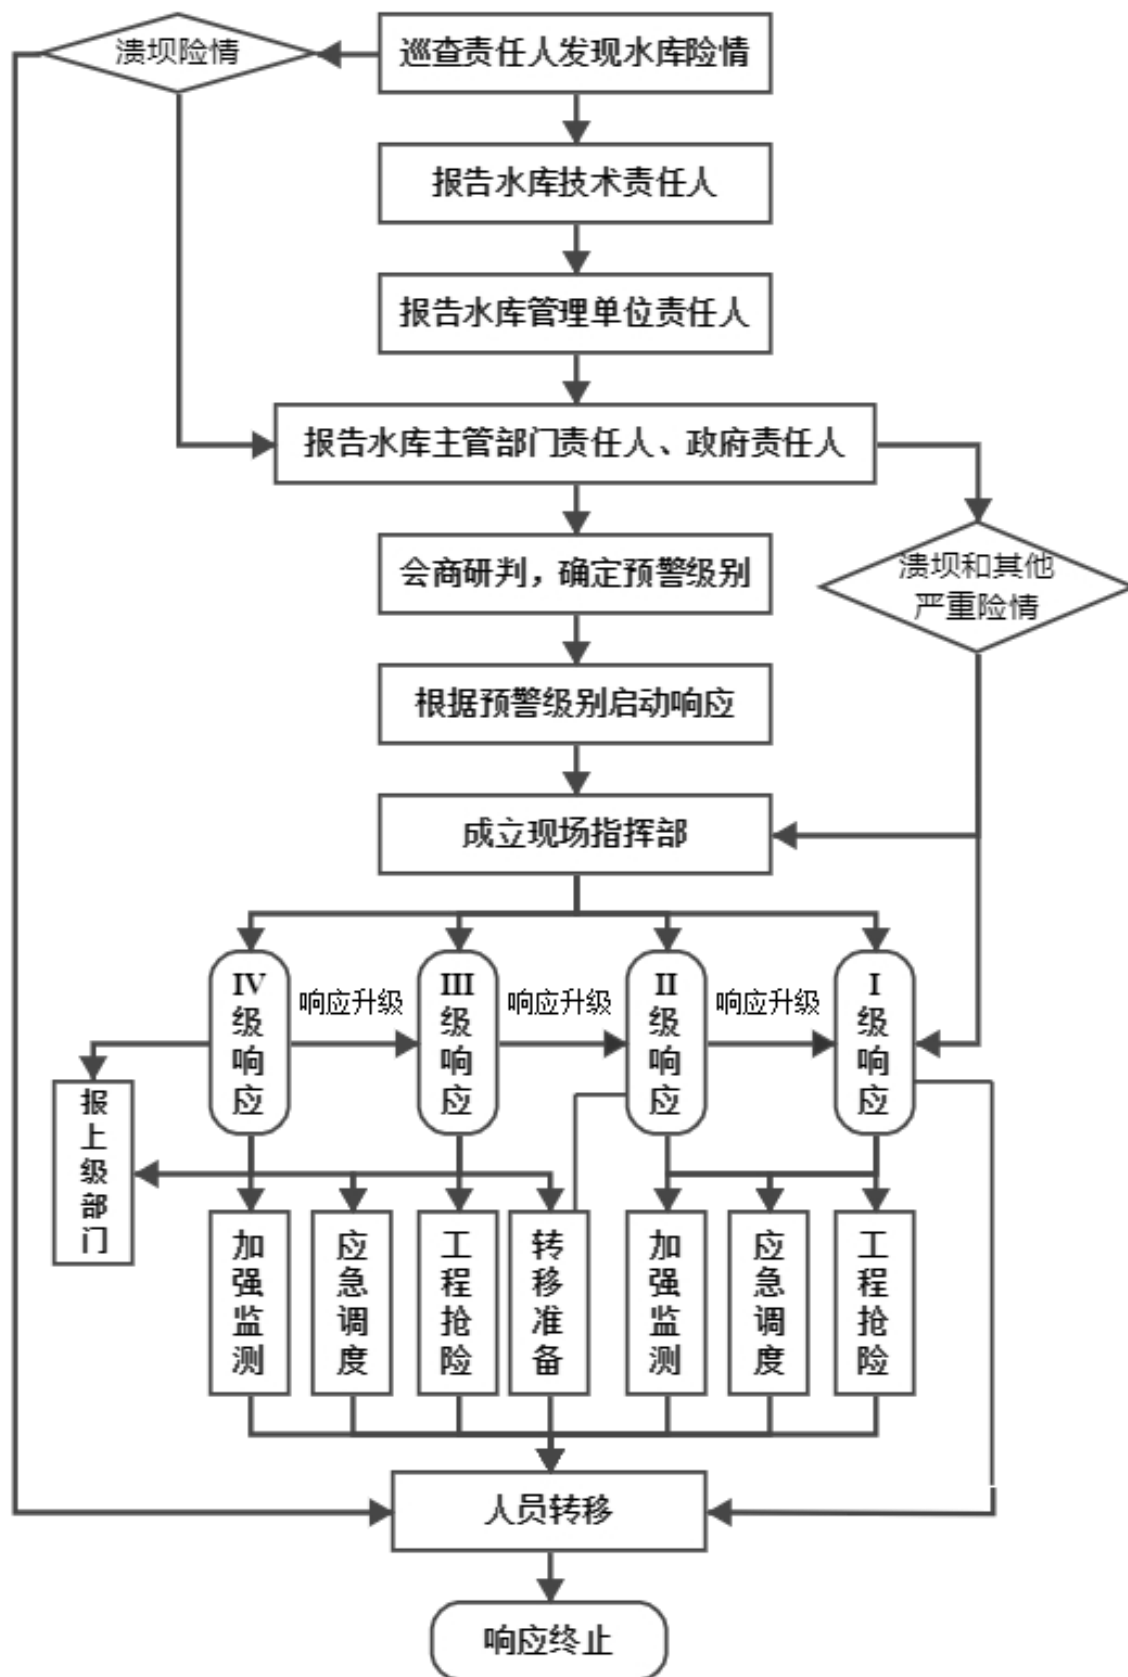 溃坝险情
巡查责任人发现水库险情
报告水库技术责任人
报告水库管理单位责任人
报告水库主管部门责任人、政府责任人
会商研判，确定预警级别
溃坝和其他
严重险情
根据预警级别启动响应
成立现场指挥部
IV级响应
响应升级
III级响应
响应升级
II级响应
响应升级
I级响应
报上级部门
加强监测
应急调度
工程抢险
转移准备
加强监测
应急调度
工程抢险
人员转移
响应终止